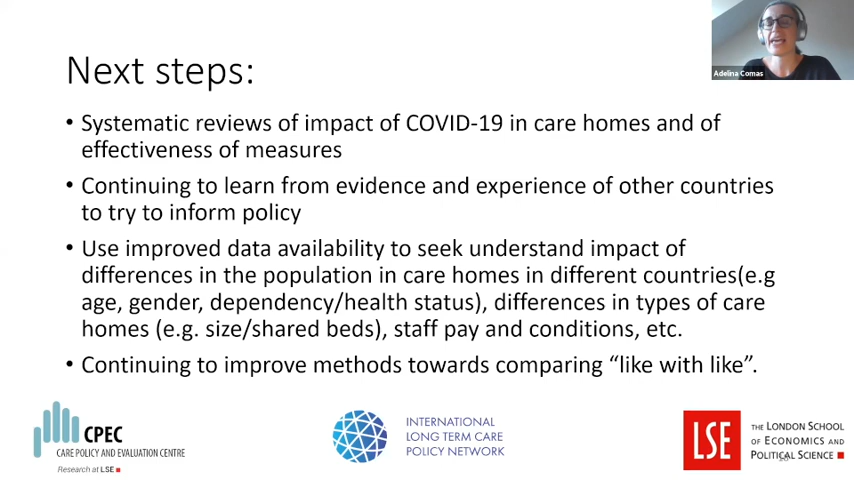 Adelina Comas
Next steps:
• Systematic reviews of impact of COVID-19 in care homes and of
effectiveness of measures
• Continuing to learn from evidence and experience of other countries
to try to inform policy
• Use improved data availability to seek understand impact of
differences in the population in care homes in different countries(e.g
age, gender, dependency/health status), differences in types of care
homes (e.g. size/shared beds), staff pay and conditions, etc.
• Continuing to improve methods towards comparing “like with like”.
CPEC
CARE POLICY AND EVALUATION CENTRE
Research at LSE
INTERNATIONAL
LONG TERM CARE
POLICY NETWORK
LSE
THE LONDON SCHOOL
OF ECONOMICS AND
POLITICAL SCIENCE